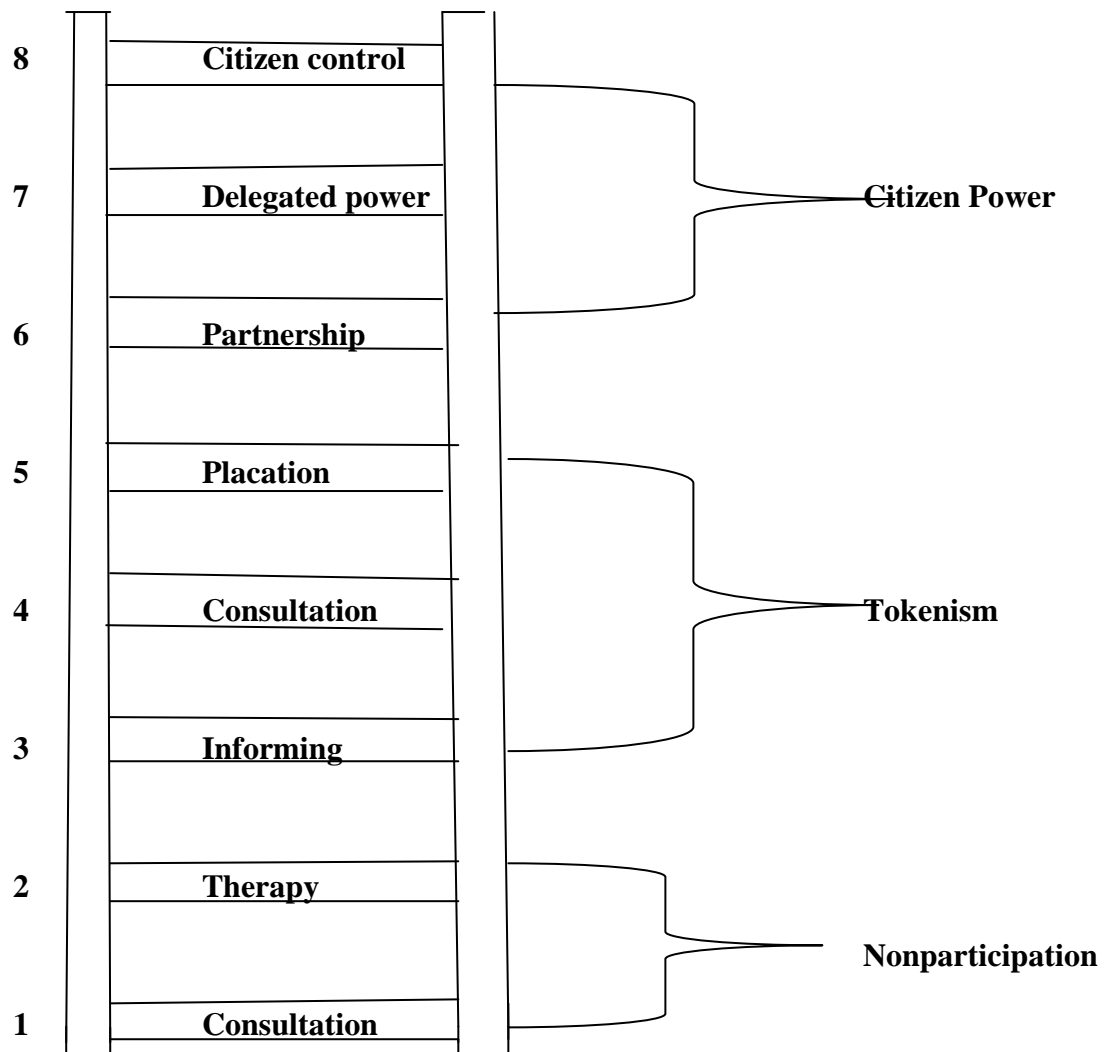 8 Citizen control
7 Delegated power Citizen Power
6 Partnership
5 Placation
4 Consultation Tokenism
3 Informing
2 Therapy
Nonparticipation
1 Consultation